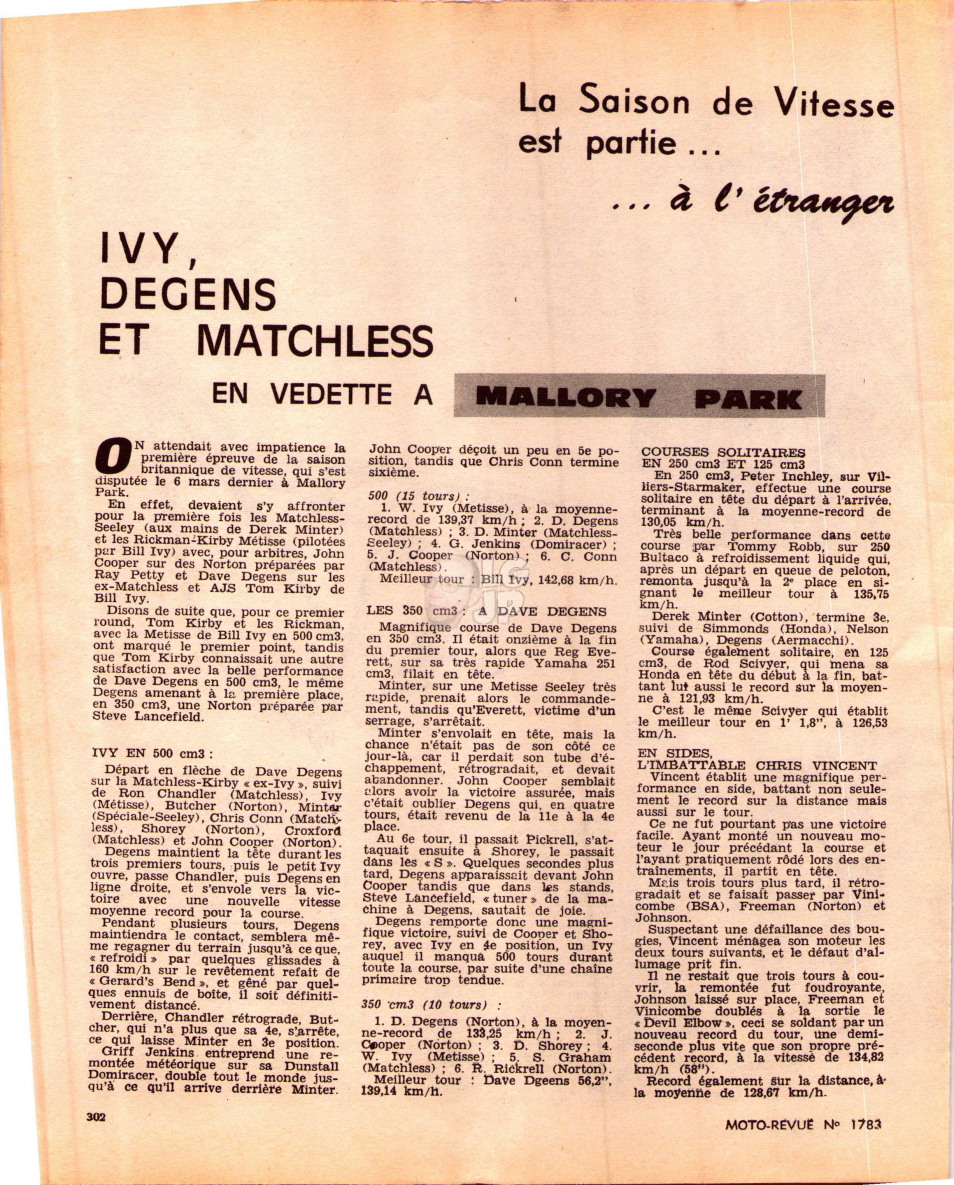 La Saison de Vitesse
est partie ...
... à l'étranger
IVY,
DEGENS
ET MATCHLESS
EN VEDETTE A MALLORY PARK
ON attendait avec impatience la
première épreuve de la saison
britannique de vitesse, qui s'est
disputée le 6 mars dernier à Mallory
Park.
En effet, devaient s'y affronter
pour la première fois les Matchless-
Seeley (aux mains de Derek Minter)
et les Rickman-Kirby Métisse (pilotées
par Bill Ivy) avec, pour arbitres, John
Cooper sur des Norton préparées par
Ray Petty et Dave Degens sur les
ex-Matchless et AJS Tom Kirby de
Bill Ivy.
Disons de suite que, pour ce premier
round, Tom Kirby et les Rickman,
avec la Metisse de Bill Ivy en 500 cm3,
ont marqué le premier point, tandis
que Tom Kirby connaissait une autre
satisfaction avec la belle performance
de Dave Degens en 500 cm3, le même
Degens amenant à la première place,
en 350 cm3, une Norton préparée par
Steve Lancefield.
IVY EN 500 cm3 :
Départ en flèche de Dave Degens
sur la Matchless-Kirby « ex-Ivy », suivi
de Ron Chandler (Matchless), Ivy
(Métisse), Butcher (Norton), Minter
(Spéciale-Seeley), Chris Conn (Match-
less), Shorey (Norton), Croxford
(Matchless) et John Cooper (Norton).
Degens maintient la tête durant les
trois premiers tours, puis le petit Ivy
ouvre, passe Chandler, puis Degens en
ligne droite, et s'envole vers la vic-
toire avec une nouvelle vitesse
moyenne record pour la course.
Pendant plusieurs tours, Degens
maintiendra le contact, semblera mê-
me regagner du terrain jusqu'à ce que,
« refroidi » par quelques glissades à
160 km/h sur le revêtement refait de
« Gerard's Bend », et gêné par quel-
ques ennuis de boîte, il soit définiti-
vement distancé.
Derrière, Chandler rétrograde, But-
cher, qui n'a plus que sa 4e, s'arrête,
ce qui laisse Minter en 3e position.
Griff Jenkins entreprend une re-
montée météorique sur sa Dunstall
Domiracer, double tout le monde jus-
qu'à ce qu'il arrive derrière Minter.
John Cooper déçoit un peu en 5e po-
sition, tandis que Chris Conn termine
sixième.
500 (15 tours) :
1. W. Ivy (Metisse), à la moyenne-
record de 139,37 km/h ; 2. D. Degens
(Matchless) ; 3. D. Minter (Matchless-
Seeley) ; 4. G. Jenkins (Domiracer) ;
5. J. Cooper (Norton) ; 6. C. Conn
(Matchless).
Meilleur tour : Bill Ivy, 142,68 km/h.
LES 350 cm3 : A DAVE DEGENS
Magnifique course de Dave Degens
en 350 cm3. Il était onzième à la fin
du premier tour, alors que Reg Eve-
rett, sur sa très rapide Yamaha 251
cm3, filait en tête.
Minter, sur une Metisse Seeley très
rapide, prenait alors le commande-
ment, tandis qu'Everett, victime d'un
serrage, s'arrêtait.
Minter s'envolait en tête, mais la
chance n'était pas de son côté ce
jour-là, car il perdait son tube d'é-
chappement, rétrogradait, et devait
abandonner. John Cooper semblait
alors avoir la victoire assurée, mais
c'était oublier Degens qui, en quatre
tours, était revenu de la 11e à la 4e
place.
Au 6e tour, il passait Pickrell, s'at-
taquait ensuite à Shorey, le passait
dans les « S ». Quelques secondes plus
tard, Degens apparaissait devant John
Cooper tandis que dans les stands,
Steve Lancefield, « tuner » de la ma-
chine à Degens, sautait de joie.
Degens remporte donc une magni-
fique victoire, suivi de Cooper et Sho-
rey, avec Ivy en 4e position, un Ivy
auquel il manqua 500 tours durant
toute la course, par suite d'une chaîne
primaire trop tendue.
350 cm3 (10 tours) :
1. D. Degens (Norton), à la moyen-
ne-record de 133,25 km/h ; 2. J.
Cooper (Norton) ; 3. D. Shorey ; 4.
W. Ivy (Metisse) ; 5. S. Graham
(Matchless) ; 6. R. Rickrell (Norton).
Meilleur tour : Dave Dgeens 56,2",
139,14 km/h.
COURSES SOLITAIRES
EN 250 cm3 ET 125 cm3
En 250 cm3, Peter Inchley, sur Vil-
liers-Starmaker, effectue une course
solitaire en tête du départ à l'arrivée,
terminant à la moyenne-record de
130,05 km/h.
Très belle performance dans cette
course par Tommy Robb, sur 250
Bultaco à refroidissement liquide qui,
après un départ en queue de peloton,
remonta jusqu'à la 2e place en si-
gnant le meilleur tour à 135,75
km/h.
Derek Minter (Cotton), termine 3e,
suivi de Simmonds (Honda), Nelson
(Yamaha), Degens (Aermacchi).
Course également solitaire, en 125
cm3, de Rod Scivyer, qui mena sa
Honda en tête du début à la fin, bat-
tant lui aussi le record sur la moyen-
ne à 121,93 km/h.
C'est le même Scivyer qui établit
le meilleur tour en 1' 1,8", à 126,53
km/h.
EN SIDES,
L'IMBATTABLE CHRIS VINCENT
Vincent établit une magnifique per-
formance en side, battant non seule-
ment le record sur la distance mais
aussi sur le tour.
Ce ne fut pourtant pas une victoire
facile. Ayant monté un nouveau mo-
teur le jour précédant la course et
l'ayant pratiquement rôdé lors des en-
traînements, il partit en tête.
Mais trois tours plus tard, il rétro-
gradait et se faisait passer par Vini-
combe (BSA), Freeman (Norton) et
Johnson.
Suspectant une défaillance des bou-
gies, Vincent ménagea son moteur les
deux tours suivants, et le défaut d'al-
lumage prit fin.
Il ne restait que trois tours à cou-
vrir, la remontée fut foudroyante,
Johnson laissé sur place, Freeman et
Vinicombe doublés à la sortie le
« Devil Elbow », ceci se soldant par un
nouveau record du tour, une demi-
seconde plus vite que son propre pré-
cédent record, à la vitesse de 134,82
km/h (58").
Record également sur la distance, à
la moyenne de 128,67 km/h.
302
MOTO-REVUE No 1783